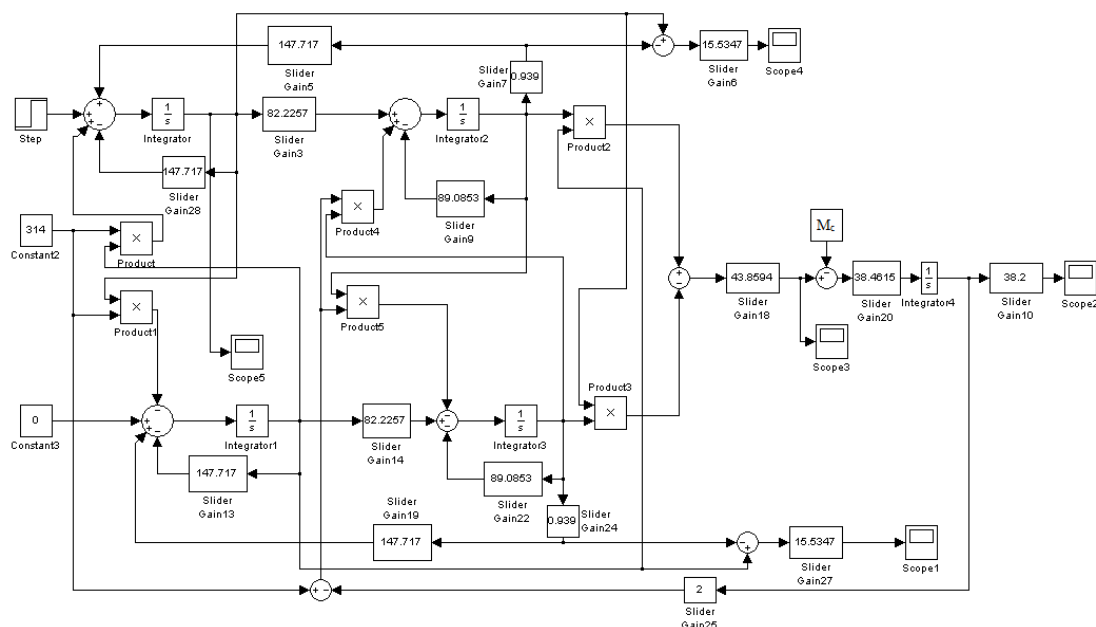 147.717
Slider
Gain5
Slider
Gain7
0.939
15.5347
Slider
Gain6
Scope4
Step
1
s
Integrator
82.2257
Slider
Gain3
1
s
Integrator2
×
Product2
147.717
Slider
Gain28
×
Product4
89.0853
Slider
Gain9
314
Constant2
×
Product
Mc
×
Product1
×
Product5
43.8594
Slider
Gain18
38.4615
Slider
Gain20
1
s
Integrator4
38.2
Slider
Gain10
Scope2
Scope5
Scope3
Product3
×
0
Constant3
1
s
Integrator1
82.2257
Slider
Gain14
1
s
Integrator3
147.717
Slider
Gain13
89.0853
Slider
Gain22
Slider
Gain19
147.717
0.939
Slider
Gain24
15.5347
Slider
Gain27
Scope1
2
Slider
Gain25